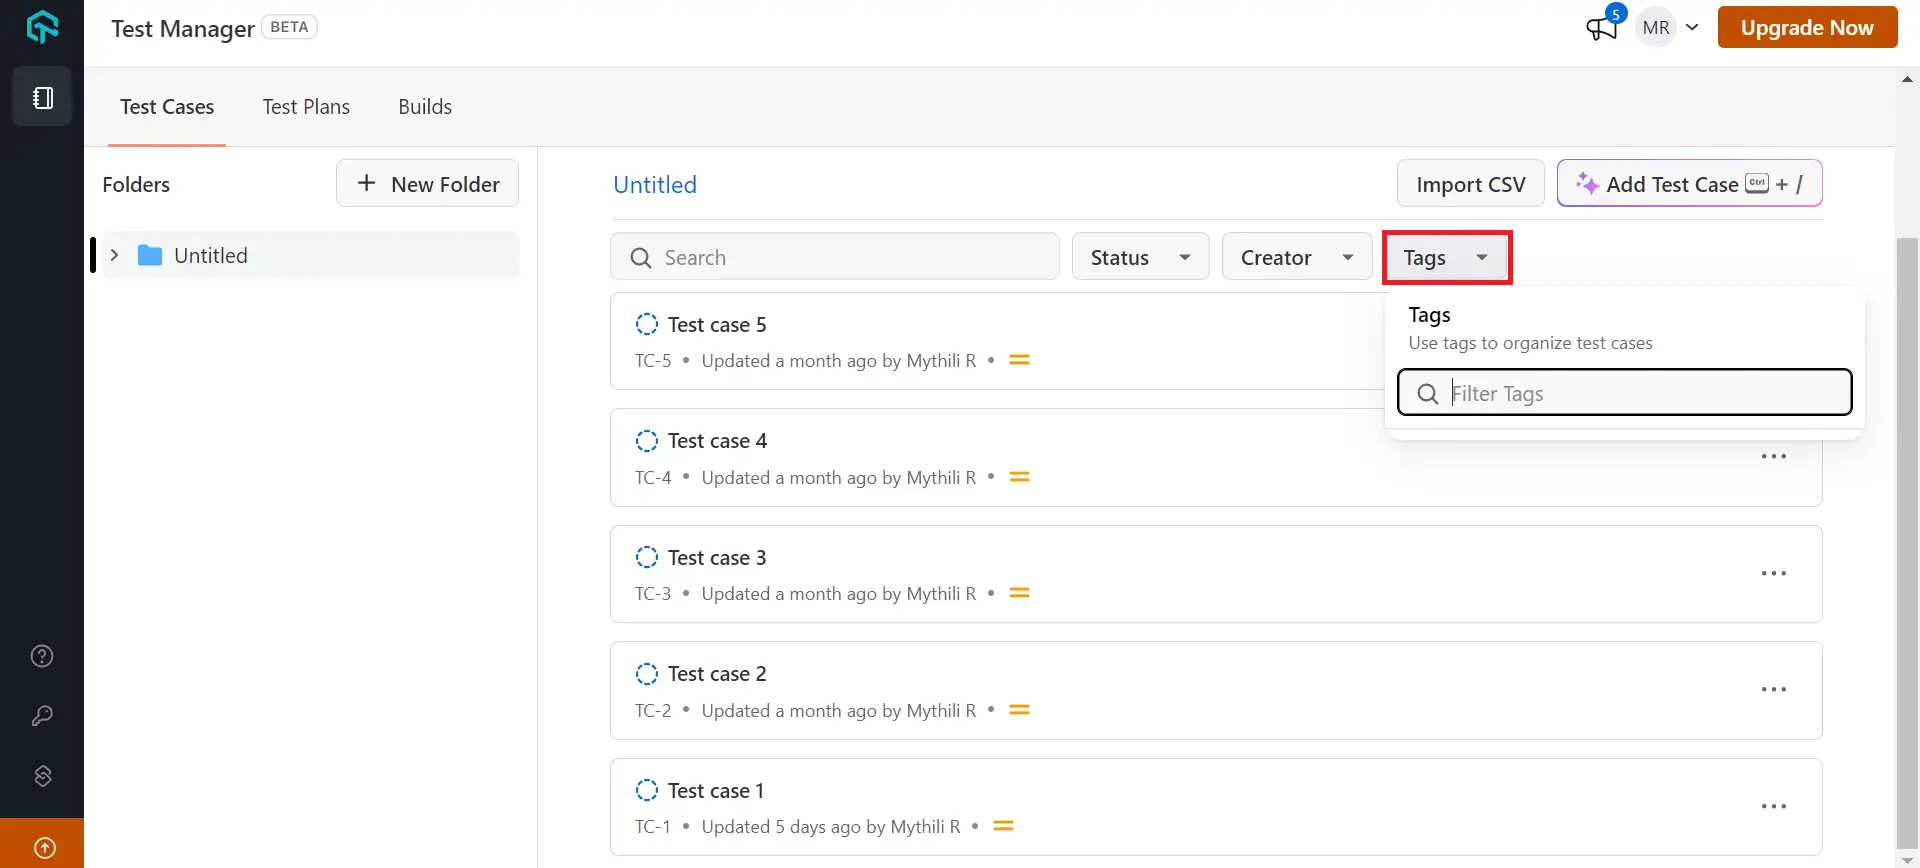 Test Manager BETA
5
MR
Upgrade Now
Test Cases
Test Plans
Builds
Folders
+ New Folder
Untitled
Untitled
Import CSV
Add Test Case Ctrl + /
Search
Status
Creator
Tags
Tags
Use tags to organize test cases
Filter Tags
Test case 5
TC-5 • Updated a month ago by Mythili R •
Test case 4
TC-4 • Updated a month ago by Mythili R •
Test case 3
TC-3 • Updated a month ago by Mythili R •
Test case 2
TC-2 • Updated a month ago by Mythili R •
Test case 1
TC-1 • Updated 5 days ago by Mythili R •